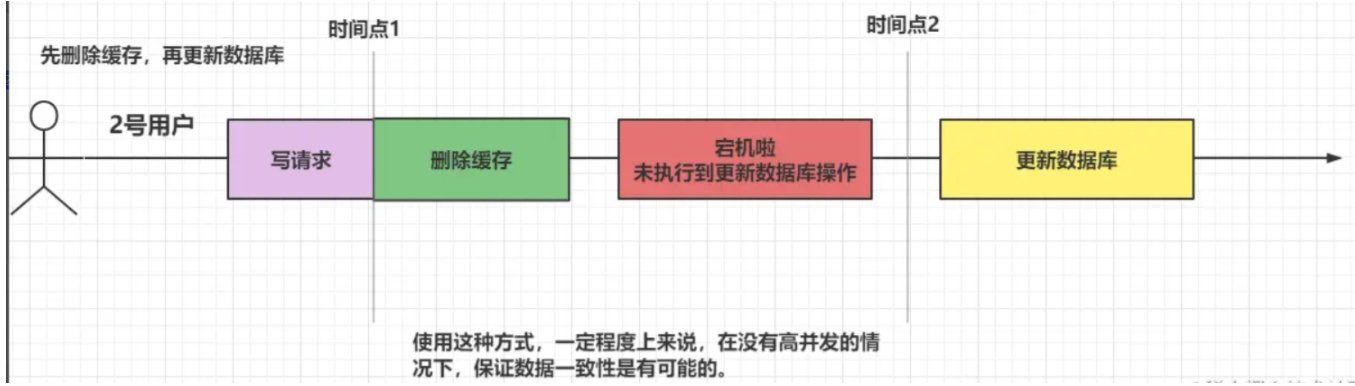 时间点1
时间点2
先删除缓存，再更新数据库
2号用户
写请求
删除缓存
宕机啦
未执行到更新数据库操作
更新数据库
使用这种方式，一定程度上来说，在没有高并发的情
况下，保证数据一致性是有可能的。